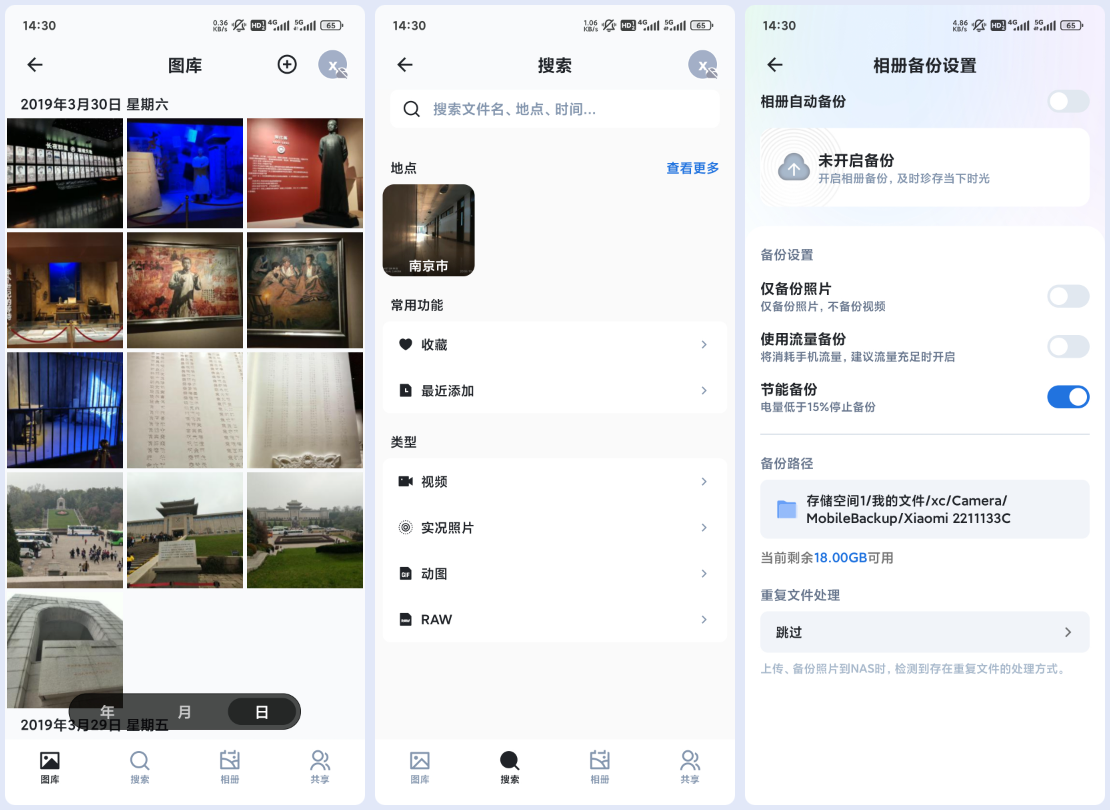 14:30
0.36 KB/s HD 4G 5G 65
图库
x
2019年3月30日 星期六
年
月
日
2019年3月29日 星期五
图库
搜索
相册
共享
14:30
1.06 KB/s HD 4G 5G 65
搜索
x
搜索文件名、地点、时间...
地点
查看更多
南京市
常用功能
收藏
最近添加
类型
视频
实况照片
GIF 动图
RAW
图库
搜索
相册
共享
14:30
4.86 KB/s HD 4G 5G 65
相册备份设置
相册自动备份
未开启备份
开启相册备份, 及时珍存当下时光
备份设置
仅备份照片
仅备份照片, 不备份视频
使用流量备份
将消耗手机流量, 建议流量充足时开启
节能备份
电量低于15%停止备份
备份路径
存储空间1/我的文件/xc/Camera/
MobileBackup/Xiaomi 2211133C
当前剩余18.00GB可用
重复文件处理
跳过
上传、备份照片到NAS时, 检测到存在重复文件的处理方式。